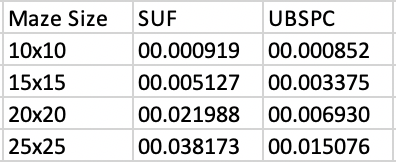 Maze Size SUF UBSPC
10x10 00.000919 00.000852
15x15 00.005127 00.003375
20x20 00.021988 00.006930
25x25 00.038173 00.015076